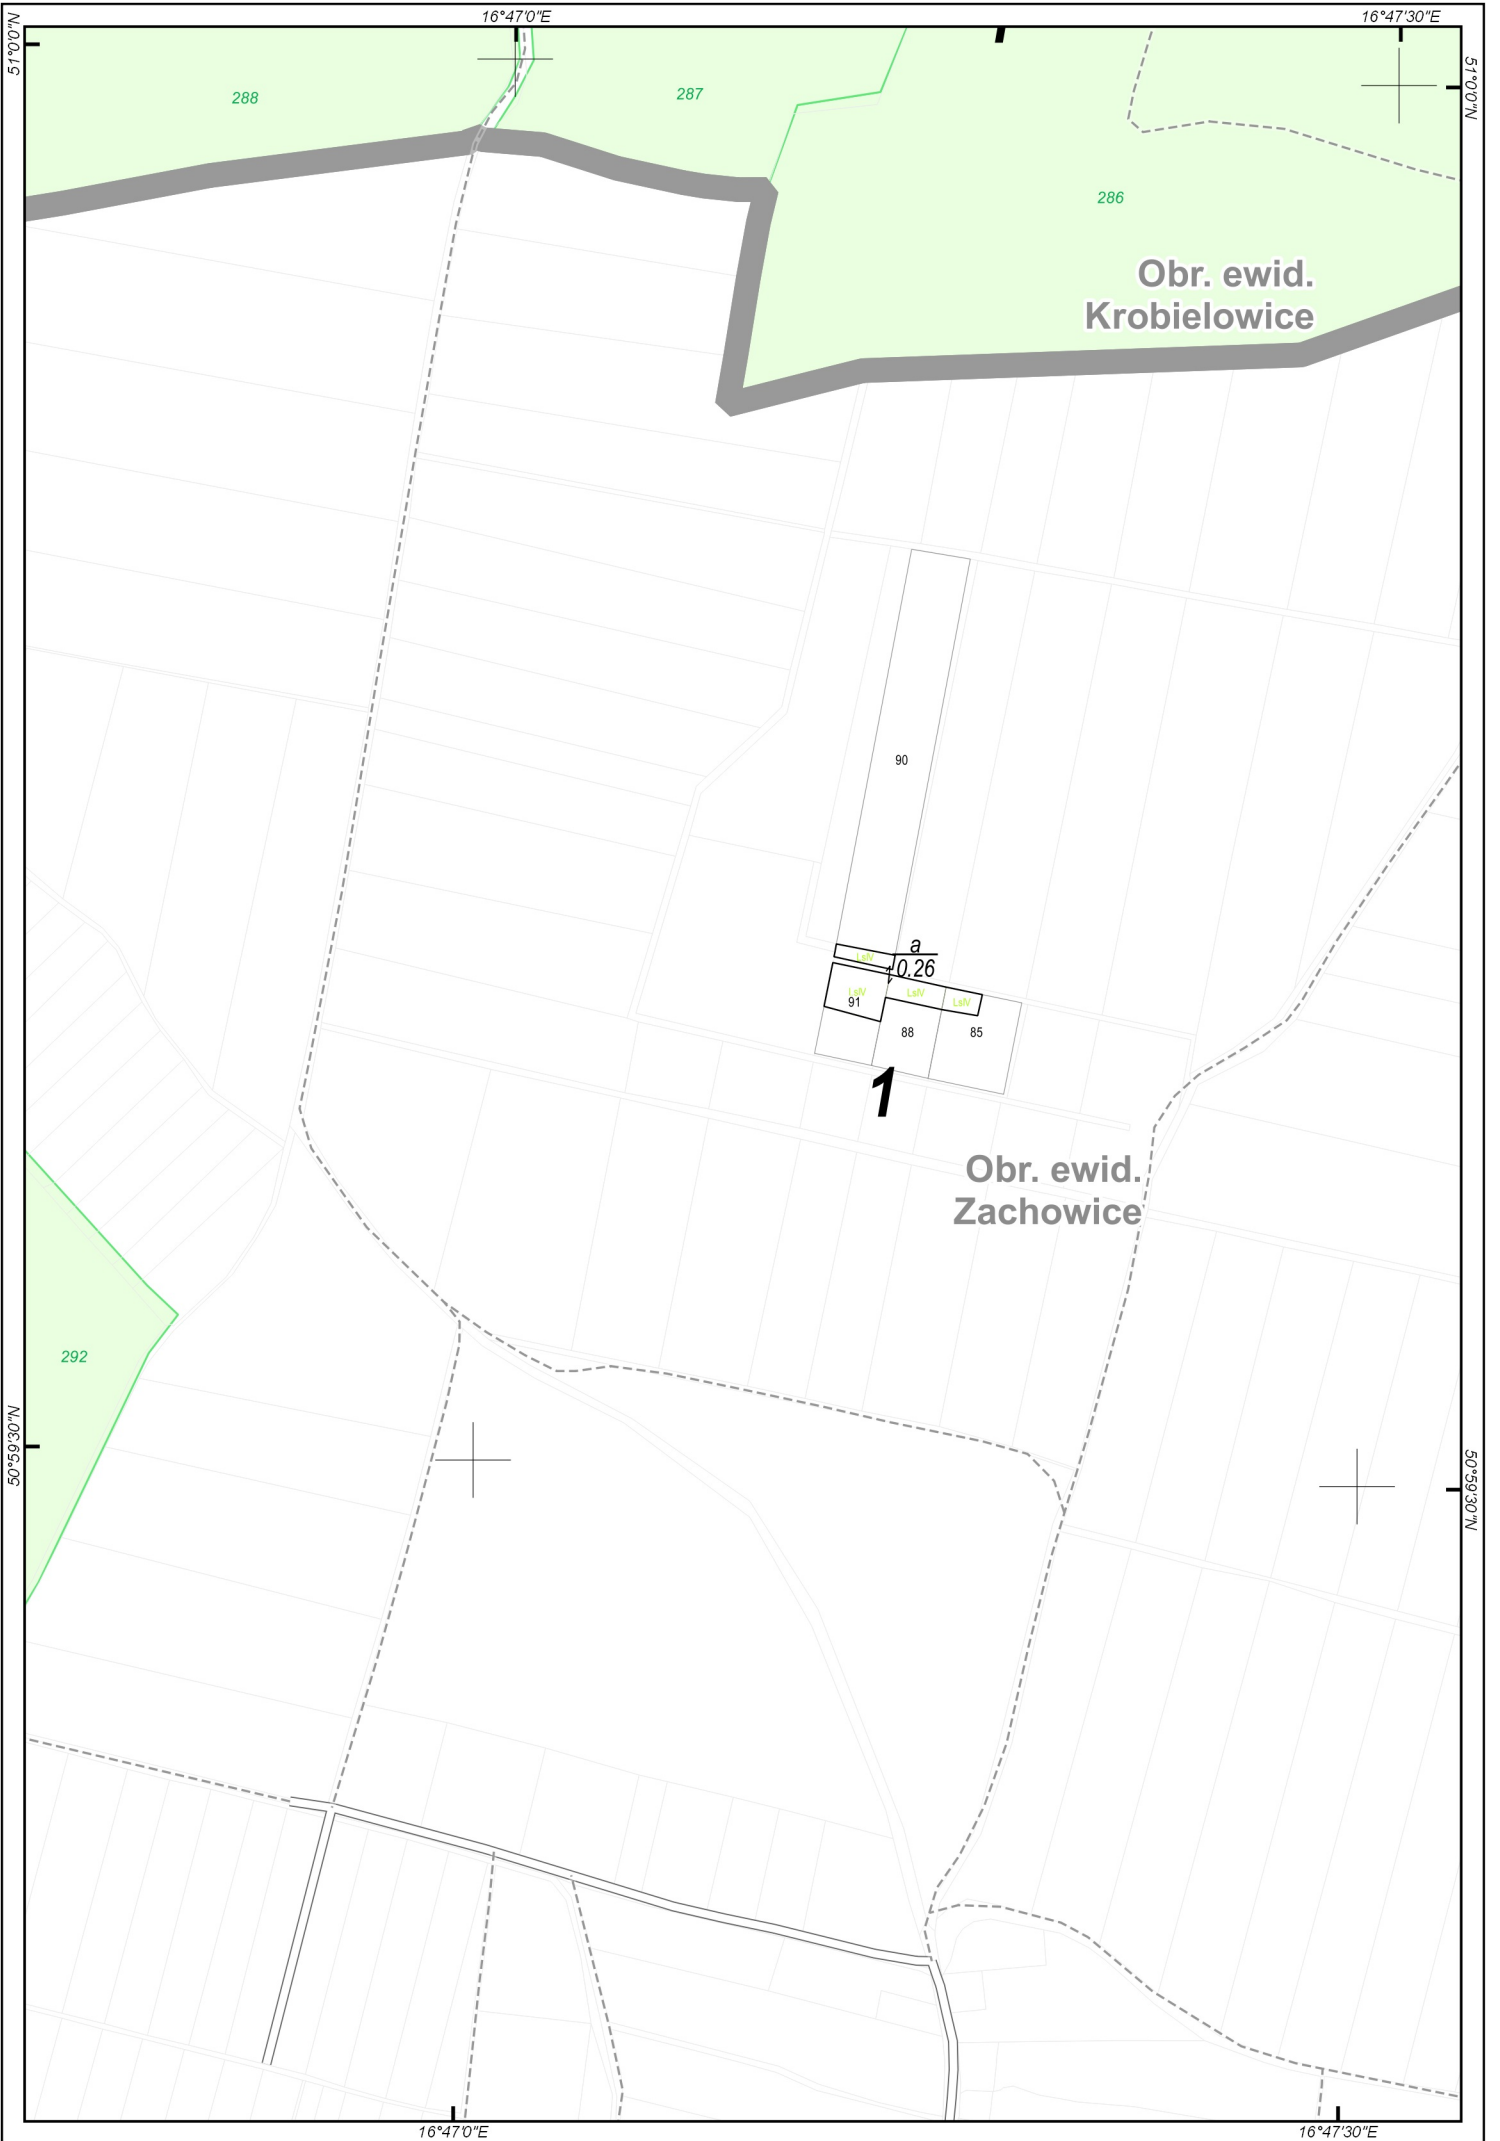 16°47'0"E
16°47'30"E
51°0'0"N
51°0'0"N
288
287
286
Obr. ewid.
Krobielowice
90
a
0.26
LsIV
LsIV
LsIV
LsIV
91
88
85
1
Obr. ewid.
Zachowice
292
50°59'30"N
50°59'30"N
16°47'0"E
16°47'30"E